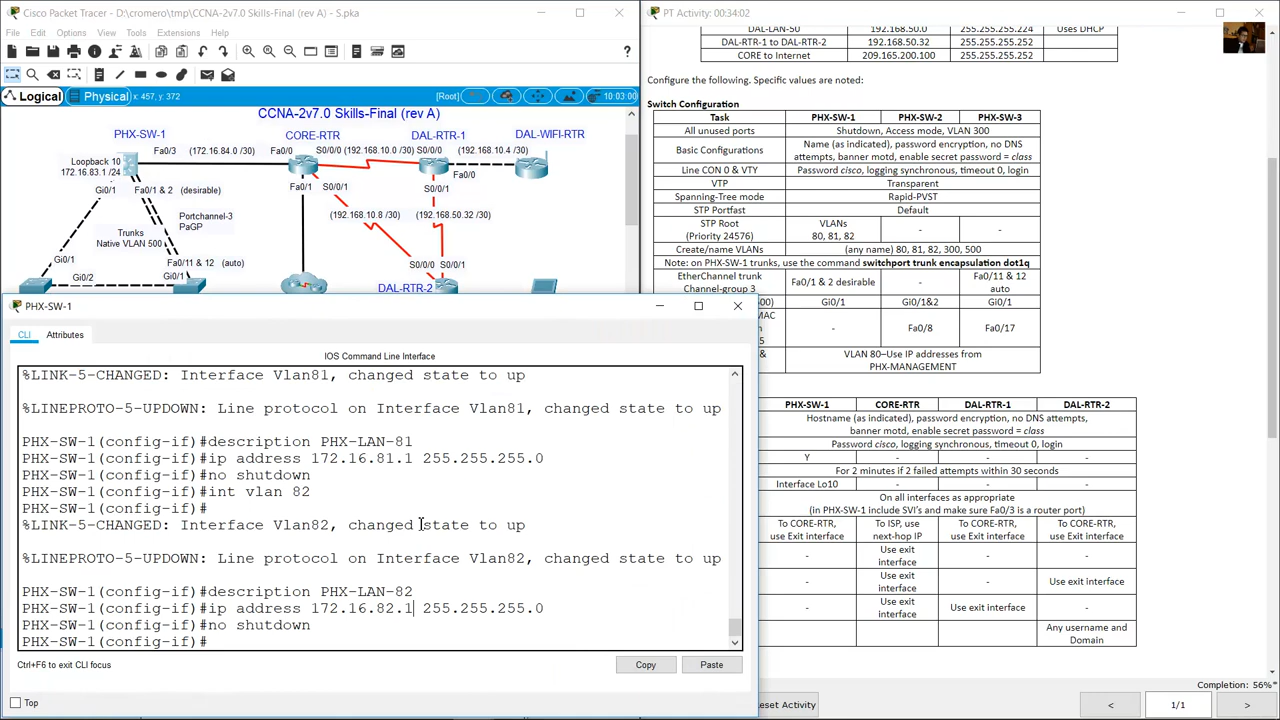 Cisco Packet Tracer - D:\cromero\tmp\CCNA-2v7.0 Skills-Final (rev A) - S.pka
File Edit Options View Tools Extensions Help
Logical Physical x: 457, y: 372 [Root] 10:03:00
CCNA-2v7.0 Skills-Final (rev A)
PHX-SW-1 CORE-RTR DAL-RTR-1 DAL-WIFI-RTR
Fa0/3 (172.16.84.0 /30) Fa0/0 S0/0/0 (192.168.10.0 /30) S0/0/0 (192.168.10.4 /30)
Loopback 10
172.16.83.1 /24
Fa0/0
Gi0/1 Fa0/1 & 2 (desirable) Fa0/1 S0/0/1 S0/0/1
Portchannel-3
PaGP
(192.168.10.8 /30) (192.168.50.32 /30)
Trunks
Native VLAN 500
Gi0/1 Fa0/11 & 12 (auto) S0/0/0 S0/0/1
Gi0/2 Gi0/1
DAL-RTR-2
PHX-SW-1
CLI Attributes
IOS Command Line Interface
%LINK-5-CHANGED: Interface Vlan81, changed state to up
%LINEPROTO-5-UPDOWN: Line protocol on Interface Vlan81, changed state to up
PHX-SW-1(config-if)#description PHX-LAN-81
PHX-SW-1(config-if)#ip address 172.16.81.1 255.255.255.0
PHX-SW-1(config-if)#no shutdown
PHX-SW-1(config-if)#int vlan 82
PHX-SW-1(config-if)#
%LINK-5-CHANGED: Interface Vlan82, changed state to up
%LINEPROTO-5-UPDOWN: Line protocol on Interface Vlan82, changed state to up
PHX-SW-1(config-if)#description PHX-LAN-82
PHX-SW-1(config-if)#ip address 172.16.82.1 255.255.255.0
PHX-SW-1(config-if)#no shutdown
PHX-SW-1(config-if)#
Ctrl+F6 to exit CLI focus
Copy Paste
Top
PT Activity: 00:34:02
DAL-LAN-50 192.168.50.0 255.255.255.224 Uses DHCP
DAL-RTR-1 to DAL-RTR-2 192.168.50.32 255.255.255.252
CORE to Internet 209.165.200.100 255.255.255.252
Configure the following. Specific values are noted:
Switch Configuration
Task PHX-SW-1 PHX-SW-2 PHX-SW-3
All unused ports Shutdown, Access mode, VLAN 300
Basic Configurations Name (as indicated), password encryption, no DNS
attempts, banner motd, enable secret password = class
Line CON 0 & VTY Password cisco, logging synchronous, timeout 0, login
VTP Transparent
Spanning-Tree mode Rapid-PVST
STP Portfast Default
STP Root
(Priority 24576) VLANs
80, 81, 82 - -
Create/name VLANs (any name) 80, 81, 82, 300, 500
Note: on PHX-SW-1 trunks, use the command switchport trunk encapsulation dot1q
EtherChannel trunk
Channel-group 3 Fa0/1 & 2 desirable - Fa0/11 & 12
auto
500) Gi0/1 Gi0/1&2 Gi0/1
MAC - Fa0/8 Fa0/17
& VLAN 80–Use IP addresses from
PHX-MANAGEMENT
PHX-SW-1 CORE-RTR DAL-RTR-1 DAL-RTR-2
Hostname (as indicated), password encryption, no DNS attempts,
banner motd, enable secret password = class
Password cisco, logging synchronous, timeout 0, login
Y - - -
For 2 minutes if 2 failed attempts within 30 seconds
Interface Lo10 - - -
On all interfaces as appropriate
(in PHX-SW-1 include SVI's and make sure Fa0/3 is a router port)
To CORE-RTR,
use Exit interface To ISP, use
next-hop IP To CORE-RTR,
use Exit interface To CORE-RTR,
use Exit interface
- Use exit
interface - -
- Use exit
interface - Use exit interface
- Use exit
interface Use exit interface -
- - - Any username and
Domain
Completion: 56%*
eset Activity < 1/1 >